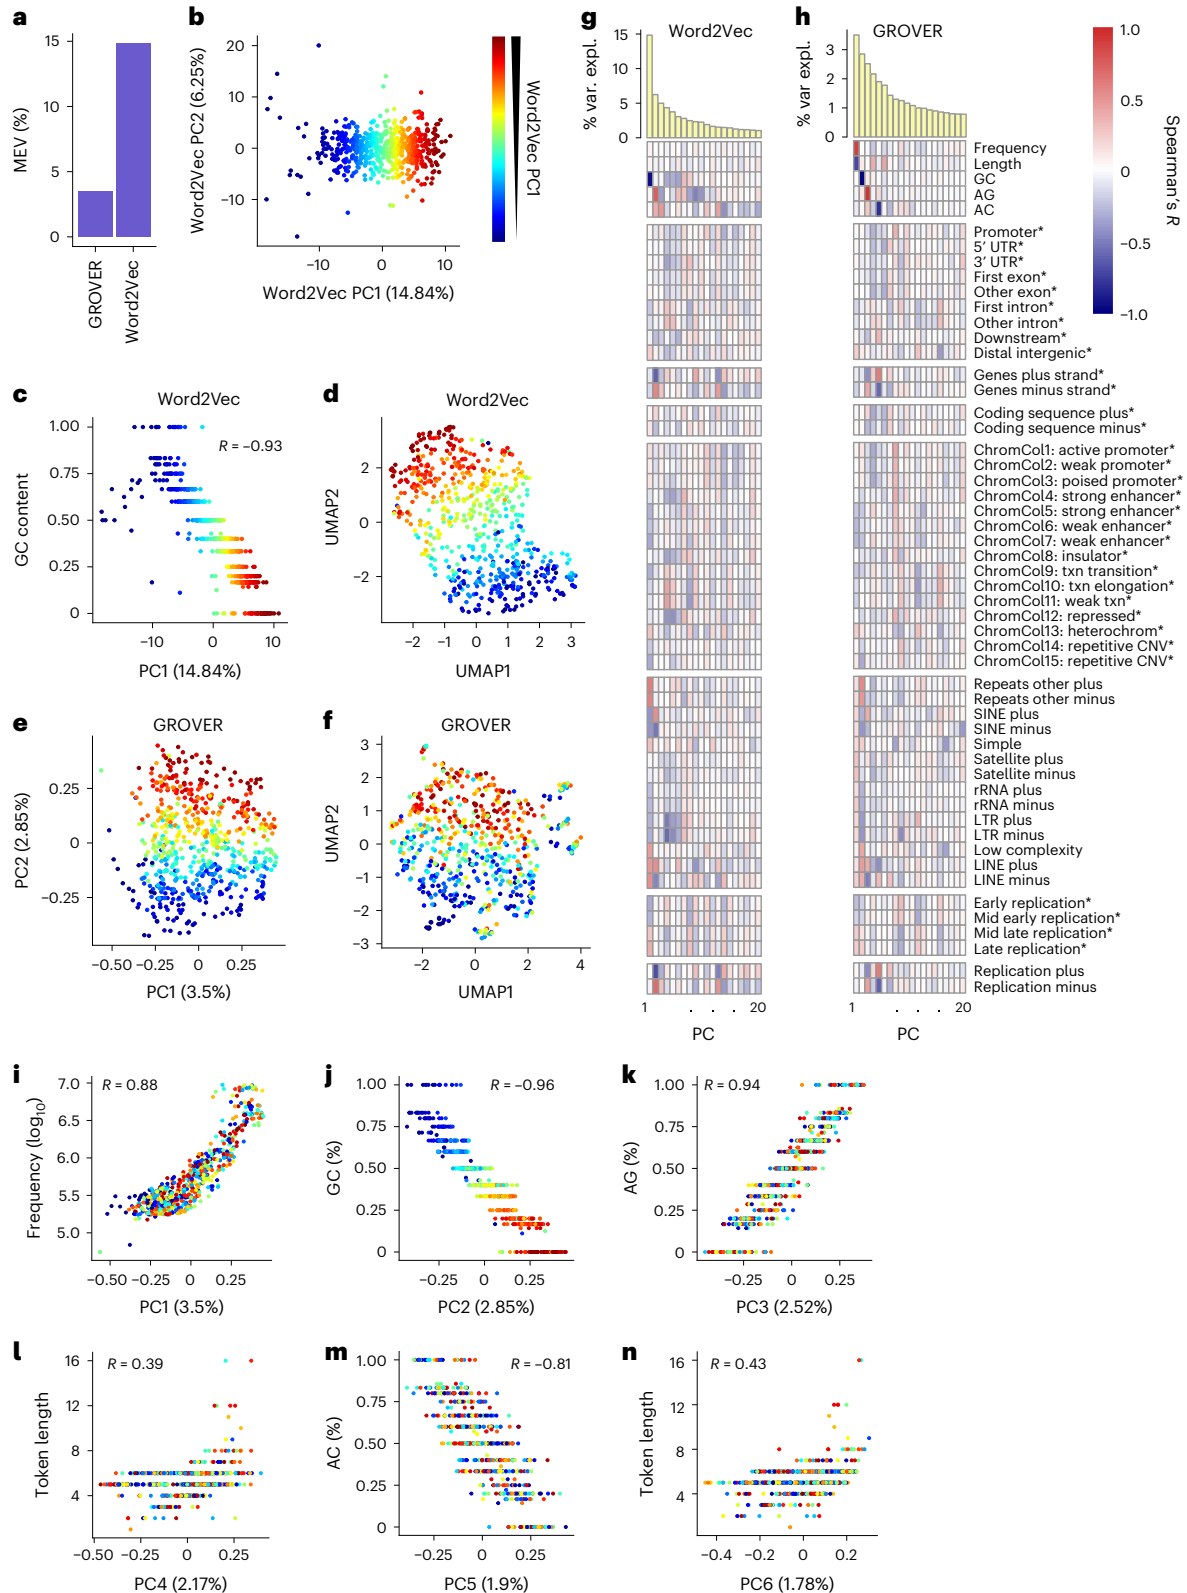 a
MEV (%)
15
10
5
0
GROVER
Word2Vec
b
Word2Vec PC2 (6.25%)
20
10
0
−10
−10
0
10
Word2Vec PC1 (14.84%)
Word2Vec PC1
c
Word2Vec
R = −0.93
GC content
1.00
0.75
0.50
0.25
0
−10
0
10
PC1 (14.84%)
d
Word2Vec
UMAP2
2
0
−2
−2
−1
0
1
2
3
UMAP1
e
GROVER
PC2 (2.85%)
0.25
0
−0.25
−0.50
−0.25
0
0.25
PC1 (3.5%)
f
GROVER
UMAP2
3
2
1
0
−1
−2
−3
−2
0
2
4
UMAP1
g
Word2Vec
% var. expl.
15
10
5
0
1
.
.
20
PC
h
GROVER
% var expl.
3
2
1
0
1.0
0.5
0
−0.5
−1.0
Spearman's R
Frequency
Length
GC
AG
AC
Promoter*
5′ UTR*
3′ UTR*
First exon*
Other exon*
First intron*
Other intron*
Downstream*
Distal intergenic*
Genes plus strand*
Genes minus strand*
Coding sequence plus*
Coding sequence minus*
ChromCol1: active promoter*
ChromCol2: weak promoter*
ChromCol3: poised promoter*
ChromCol4: strong enhancer*
ChromCol5: strong enhancer*
ChromCol6: weak enhancer*
ChromCol7: weak enhancer*
ChromCol8: insulator*
ChromCol9: txn transition*
ChromCol10: txn elongation*
ChromCol11: weak txn*
ChromCol12: repressed*
ChromCol13: heterochrom*
ChromCol14: repetitive CNV*
ChromCol15: repetitive CNV*
Repeats other plus
Repeats other minus
SINE plus
SINE minus
Simple
Satellite plus
Satellite minus
rRNA plus
rRNA minus
LTR plus
LTR minus
Low complexity
LINE plus
LINE minus
Early replication*
Mid early replication*
Mid late replication*
Late replication*
Replication plus
Replication minus
1
.
.
20
PC
i
R = 0.88
Frequency (log10)
7.0
6.5
6.0
5.5
5.0
−0.50
−0.25
0
0.25
PC1 (3.5%)
j
R = −0.96
GC (%)
1.00
0.75
0.50
0.25
0
−0.25
0
0.25
PC2 (2.85%)
k
R = 0.94
AG (%)
1.00
0.75
0.50
0.25
0
−0.25
0
0.25
PC3 (2.52%)
l
R = 0.39
Token length
16
12
8
4
−0.50
−0.25
0
0.25
PC4 (2.17%)
m
R = −0.81
AC (%)
1.00
0.75
0.50
0.25
0
−0.25
0
0.25
PC5 (1.9%)
n
R = 0.43
Token length
16
12
8
4
−0.4
−0.2
0
0.2
PC6 (1.78%)